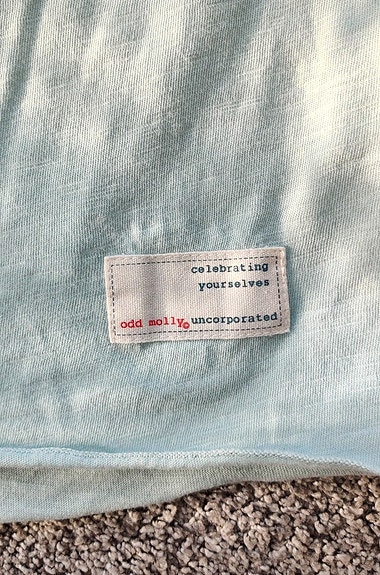 celebrating
yourselves
odd molly© uncorporated